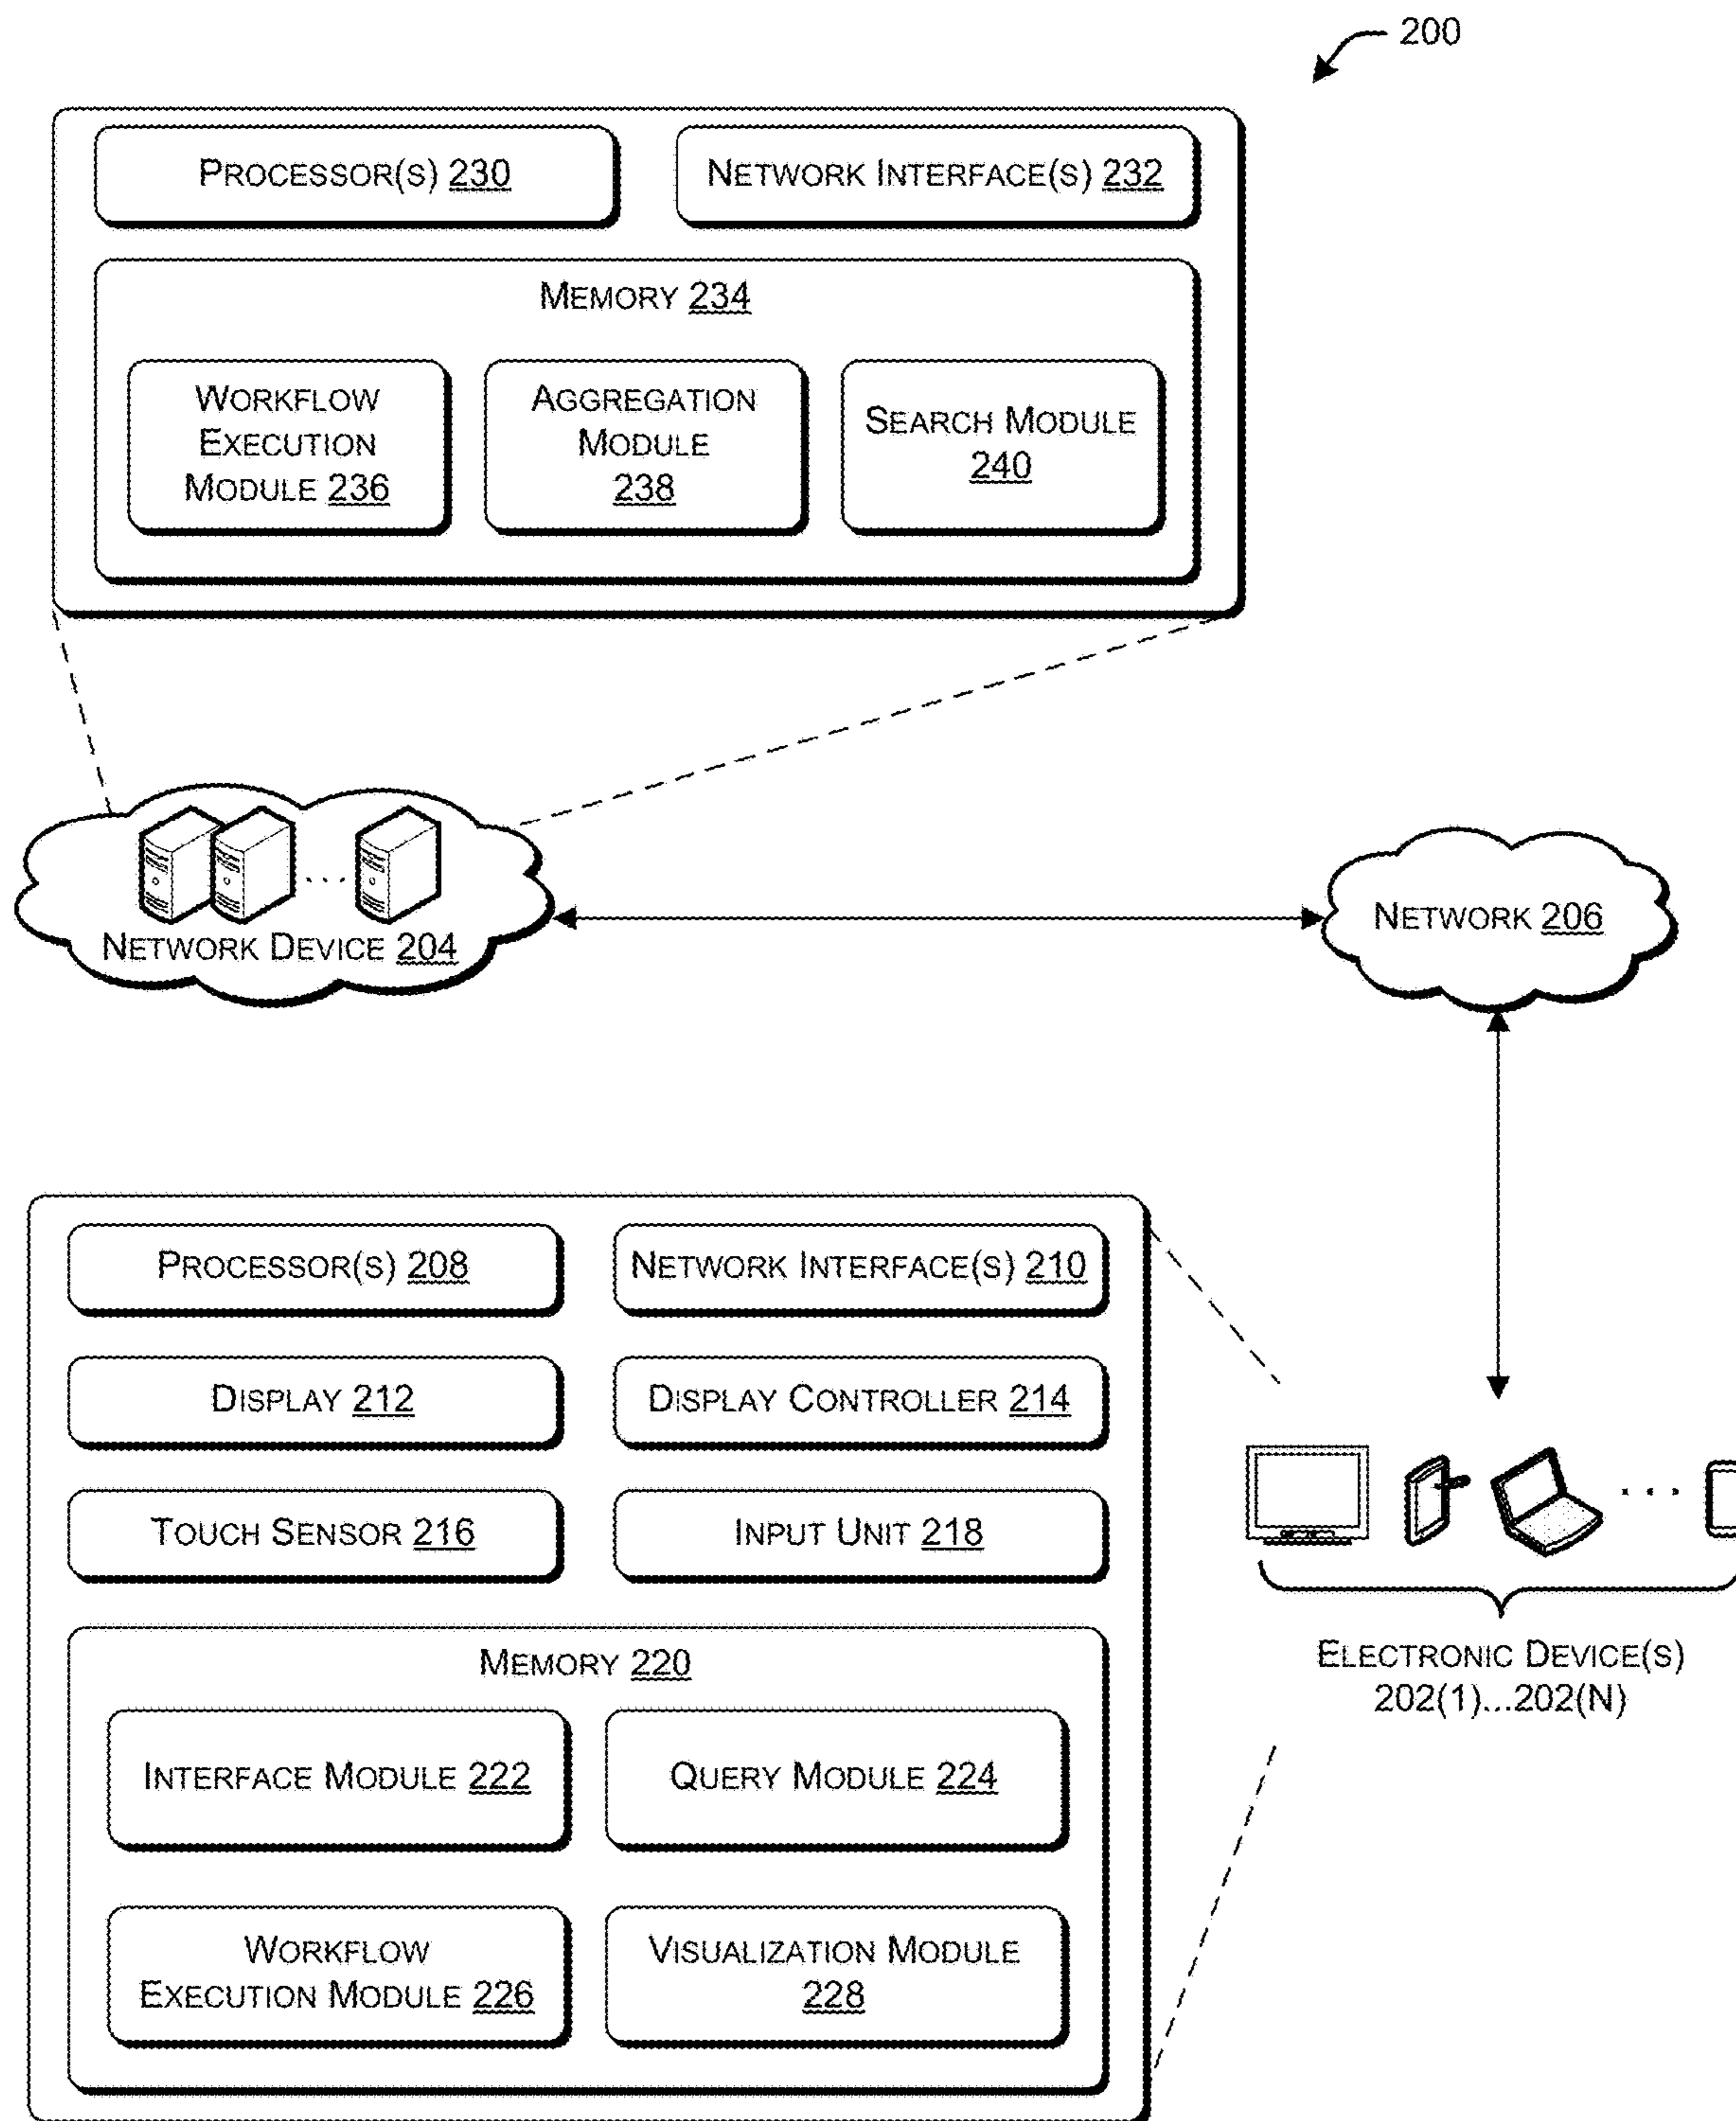 200
PROCESSOR(S) 230
NETWORK INTERFACE(S) 232
MEMORY 234
WORKFLOW
EXECUTION
MODULE 236
AGGREGATION
MODULE
238
SEARCH MODULE
240
NETWORK DEVICE 204
NETWORK 206
PROCESSOR(S) 208
NETWORK INTERFACE(S) 210
DISPLAY 212
DISPLAY CONTROLLER 214
TOUCH SENSOR 216
INPUT UNIT 218
MEMORY 220
INTERFACE MODULE 222
QUERY MODULE 224
WORKFLOW
EXECUTION MODULE 226
VISUALIZATION MODULE
228
ELECTRONIC DEVICE(S)
202(1)...202(N)